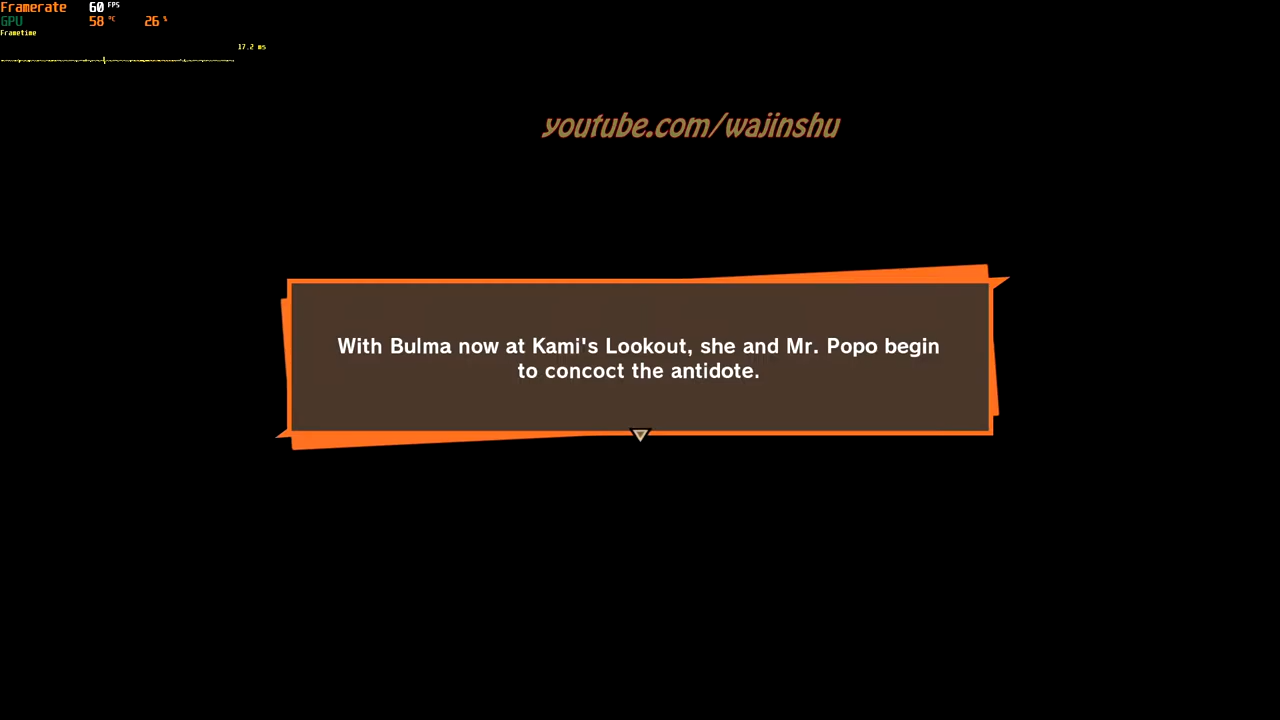 Framerate 60 FPS
GPU 58 °C 26 %
Frametime
17.2 ms
youtube.com/wajinshu
With Bulma now at Kami's Lookout, she and Mr. Popo begin
to concoct the antidote.